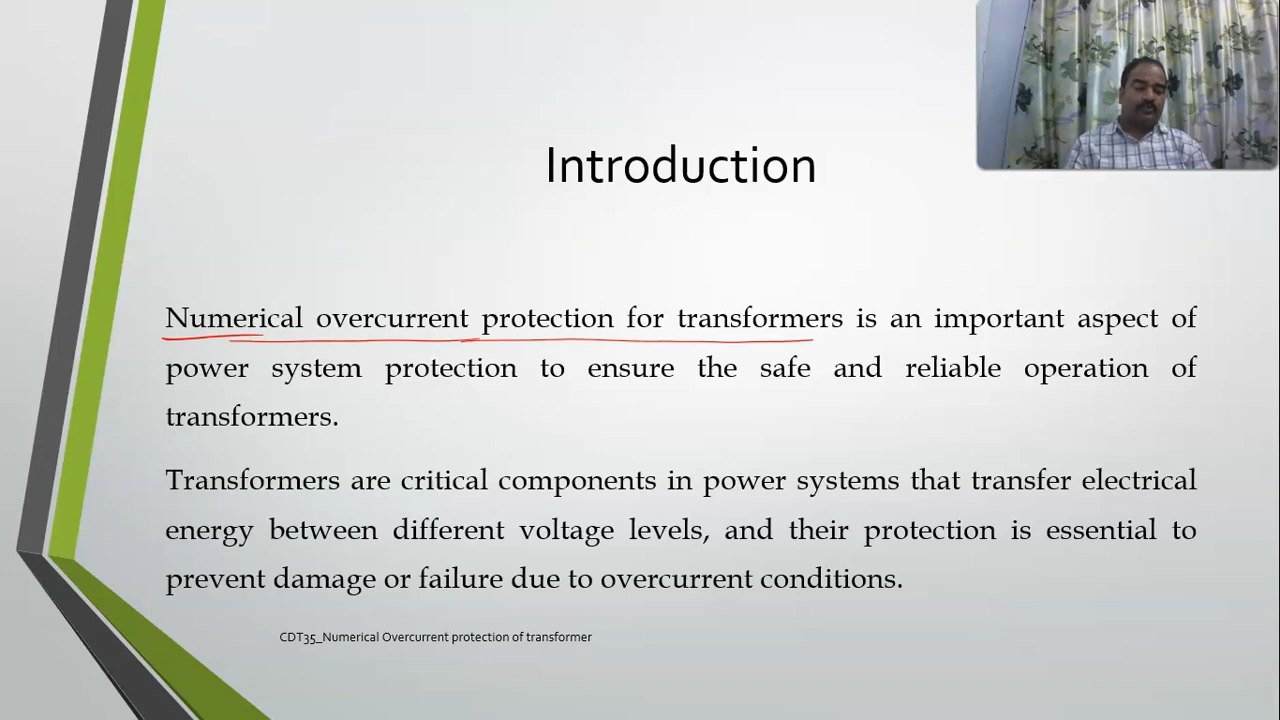 Introduction
Numerical overcurrent protection for transformers is an important aspect of
power system protection to ensure the safe and reliable operation of
transformers.
Transformers are critical components in power systems that transfer electrical
energy between different voltage levels, and their protection is essential to
prevent damage or failure due to overcurrent conditions.
CDT35_Numerical Overcurrent protection of transformer